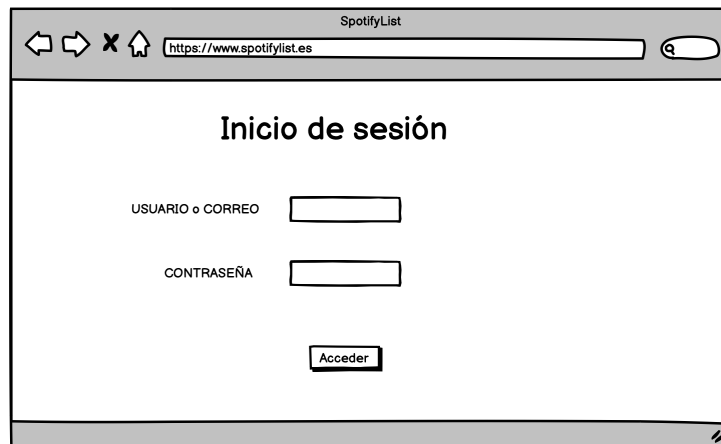 SpotifyList
https://www.spotifylist.es
Inicio de sesión
USUARIO o CORREO
CONTRASEÑA
Acceder